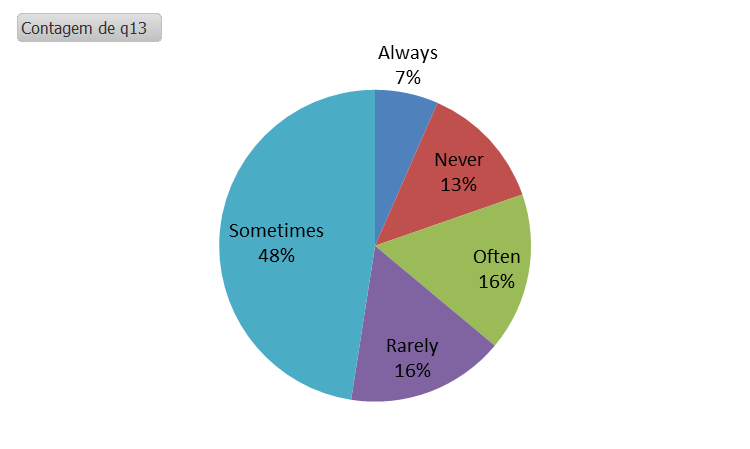 Contagem de q13
Always
7%
Never
13%
Often
16%
Rarely
16%
Sometimes
48%